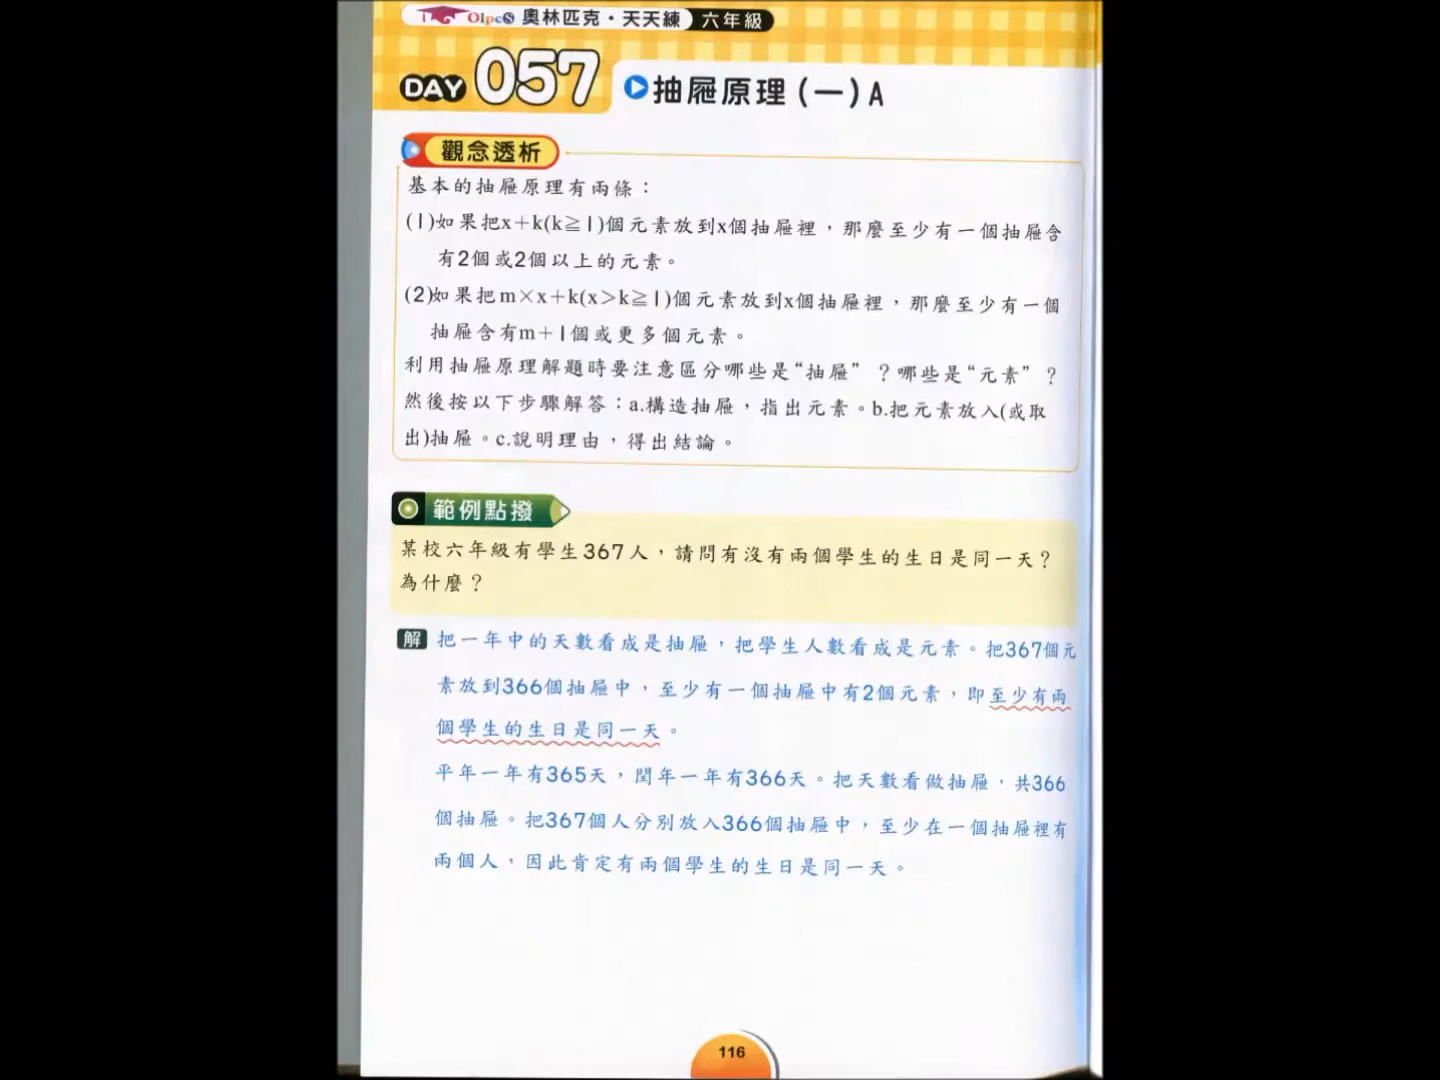 OlpcS 奧林匹克・天天練 六年級
DAY 057 抽屜原理(一)A
觀念透析
基本的抽屜原理有兩條：
(1)如果把x＋k(k≧1)個元素放到x個抽屜裡，那麼至少有一個抽屜含
有2個或2個以上的元素。
(2)如果把m×x＋k(x＞k≧1)個元素放到x個抽屜裡，那麼至少有一個
抽屜含有m＋1個或更多個元素。
利用抽屜原理解題時要注意區分哪些是“抽屜”？哪些是“元素”？
然後按以下步驟解答：a.構造抽屜，指出元素。b.把元素放入(或取
出)抽屜。c.說明理由，得出結論。
範例點撥
某校六年級有學生367人，請問有沒有兩個學生的生日是同一天？
為什麼？
解 把一年中的天數看成是抽屜，把學生人數看成是元素。把367個元
素放到366個抽屜中，至少有一個抽屜中有2個元素，即至少有兩
個學生的生日是同一天。
平年一年有365天，閏年一年有366天。把天數看做抽屜，共366
個抽屜。把367個人分別放入366個抽屜中，至少在一個抽屜裡有
兩個人，因此肯定有兩個學生的生日是同一天。
116